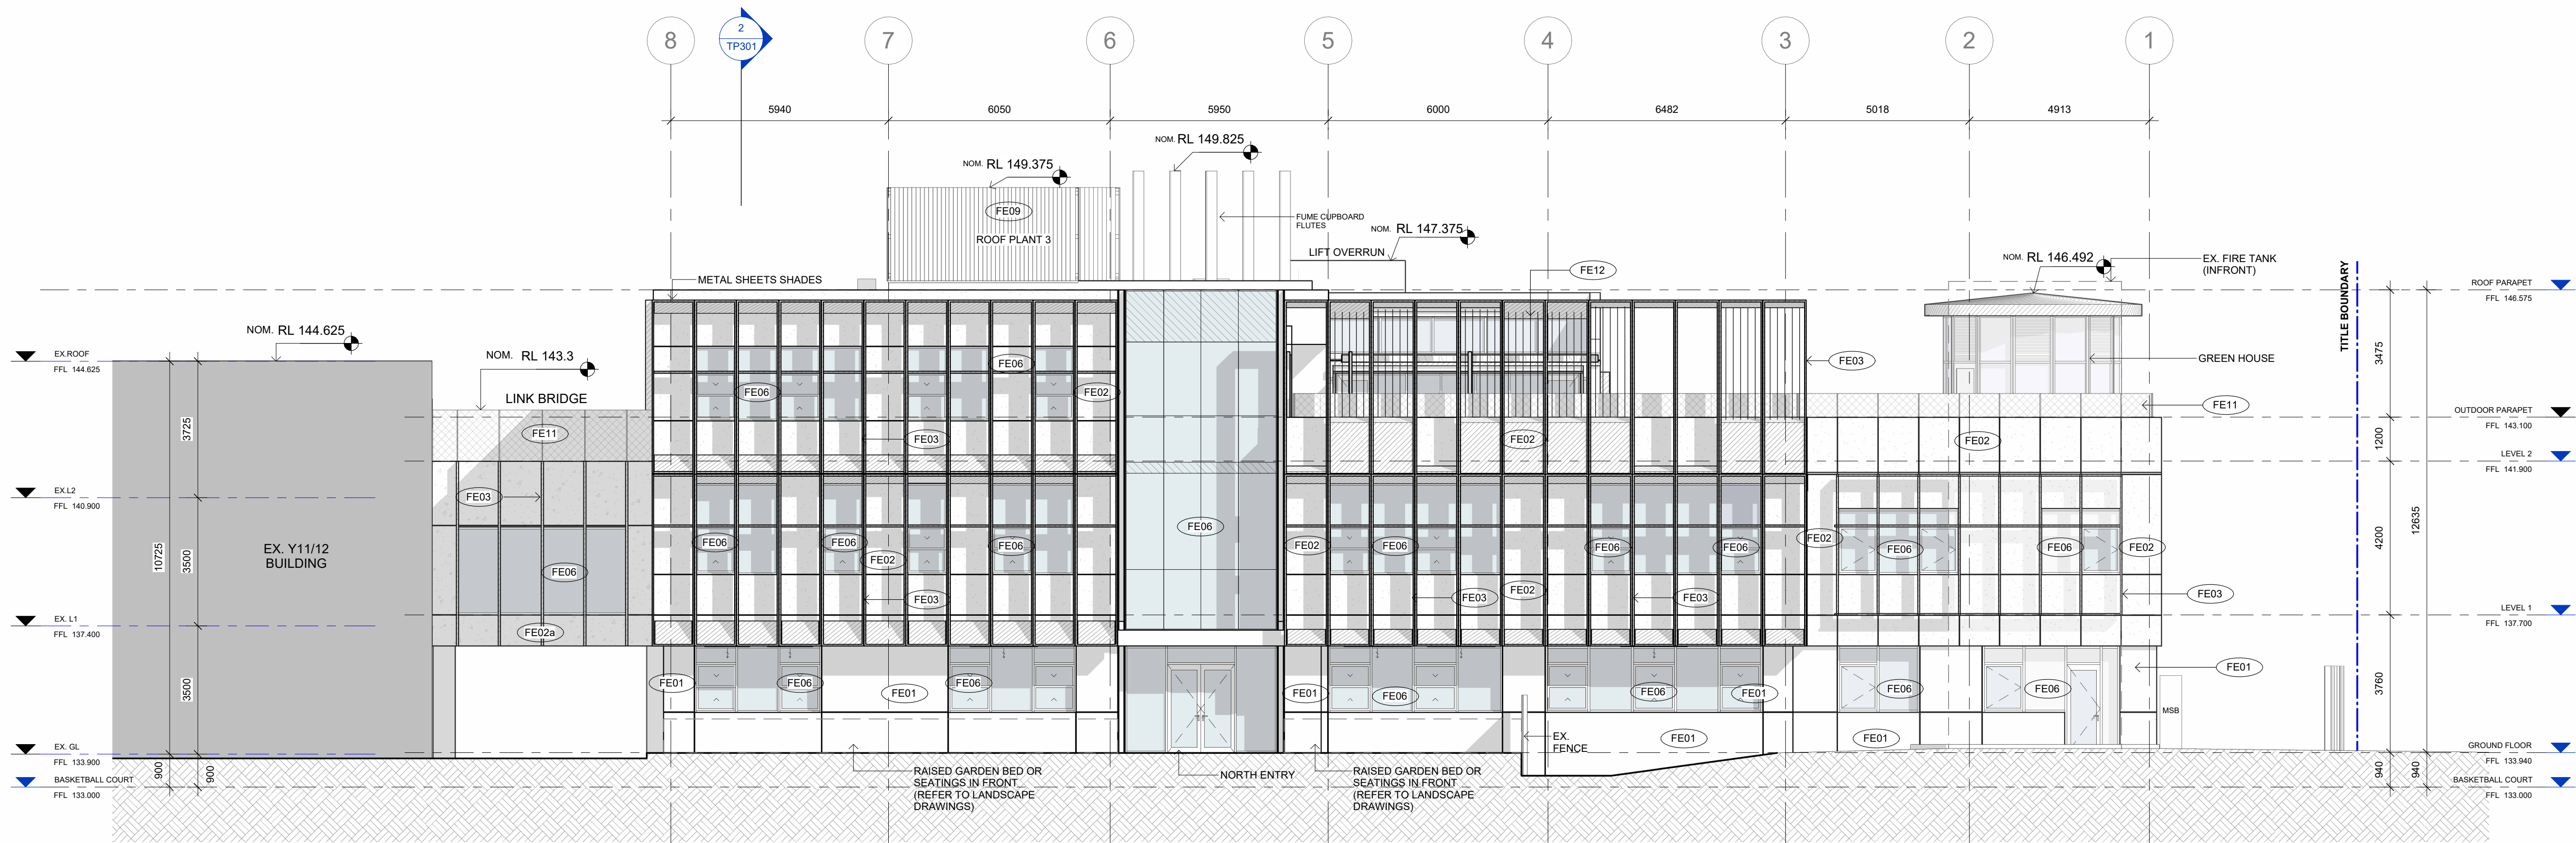 8
2
TP301
7
6
5
4
3
2
1
5940
6050
5950
6000
6482
5018
4913
NOM. RL 149.825
NOM. RL 149.375
FE09
ROOF PLANT 3
FUME CUPBOARD
FLUTES
NOM. RL 147.375
LIFT OVERRUN
FE12
NOM. RL 146.492
EX. FIRE TANK
(INFRONT)
METAL SHEETS SHADES
TITLE BOUNDARY
ROOF PARAPET
FFL 146.575
NOM. RL 144.625
NOM. RL 143.3
EX.ROOF
FFL 144.625
LINK BRIDGE
FE11
FE06
FE06
FE02
FE03
FE03
GREEN HOUSE
FE11
3475
OUTDOOR PARAPET
FFL 143.100
3725
FE02
FE02
1200
LEVEL 2
FFL 141.900
EX.L2
FFL 140.900
FE03
FE06
12635
10725
3500
EX. Y11/12
BUILDING
FE06
FE06
FE06
FE02
FE06
FE02
FE06
FE06
FE06
FE02
FE06
FE06
FE02
4200
FE03
FE03
FE02
FE03
FE03
EX. L1
FFL 137.400
FE02a
LEVEL 1
FFL 137.700
3500
FE01
FE06
FE01
FE06
FE01
FE06
FE06
FE01
FE06
FE06
FE01
3760
MSB
EX.
FENCE
FE01
FE01
EX. GL
FFL 133.900
GROUND FLOOR
FFL 133.940
900
900
BASKETBALL COURT
FFL 133.000
RAISED GARDEN BED OR
SEATINGS IN FRONT
(REFER TO LANDSCAPE
DRAWINGS)
NORTH ENTRY
RAISED GARDEN BED OR
SEATINGS IN FRONT
(REFER TO LANDSCAPE
DRAWINGS)
940
940
BASKETBALL COURT
FFL 133.000